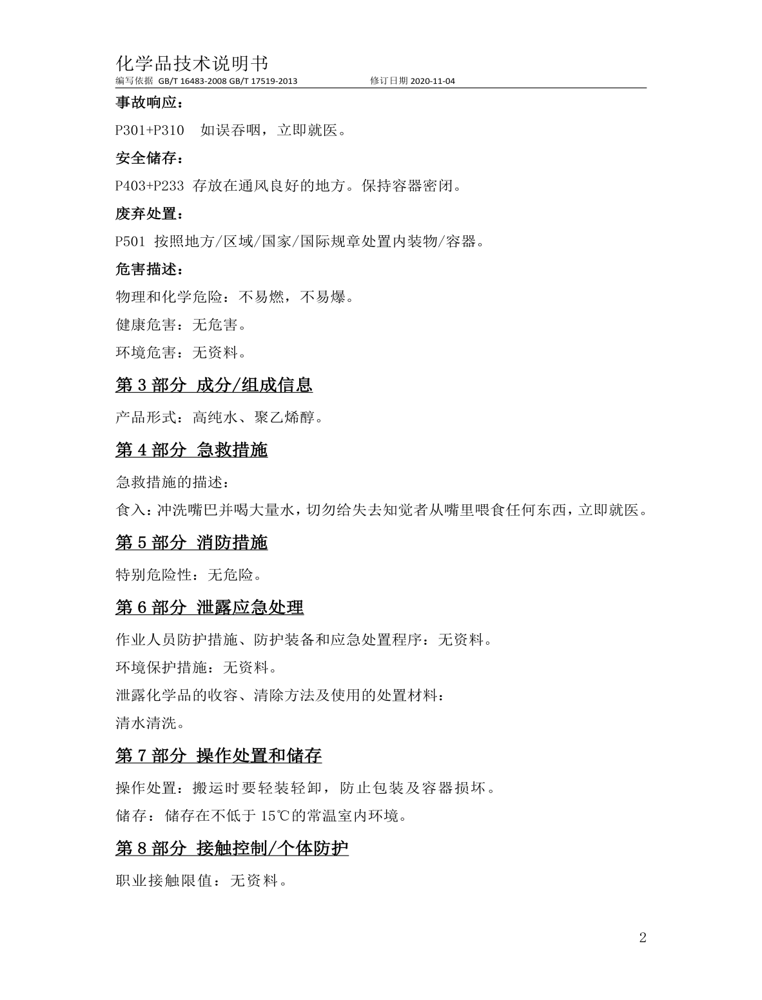 化学品技术说明书
编写依据 GB/T 16483-2008 GB/T 17519-2013 修订日期 2020-11-04
事故响应：
P301+P310 如误吞咽，立即就医。
安全储存：
P403+P233 存放在通风良好的地方。保持容器密闭。
废弃处置：
P501 按照地方/区域/国家/国际规章处置内装物/容器。
危害描述：
物理和化学危险：不易燃，不易爆。
健康危害：无危害。
环境危害：无资料。
第 3 部分 成分/组成信息
产品形式：高纯水、聚乙烯醇。
第 4 部分 急救措施
急救措施的描述：
食入：冲洗嘴巴并喝大量水，切勿给失去知觉者从嘴里喂食任何东西，立即就医。
第 5 部分 消防措施
特别危险性：无危险。
第 6 部分 泄露应急处理
作业人员防护措施、防护装备和应急处置程序：无资料。
环境保护措施：无资料。
泄露化学品的收容、清除方法及使用的处置材料：
清水清洗。
第 7 部分 操作处置和储存
操作处置：搬运时要轻装轻卸，防止包装及容器损坏。
储存：储存在不低于 15℃的常温室内环境。
第 8 部分 接触控制/个体防护
职业接触限值：无资料。
2